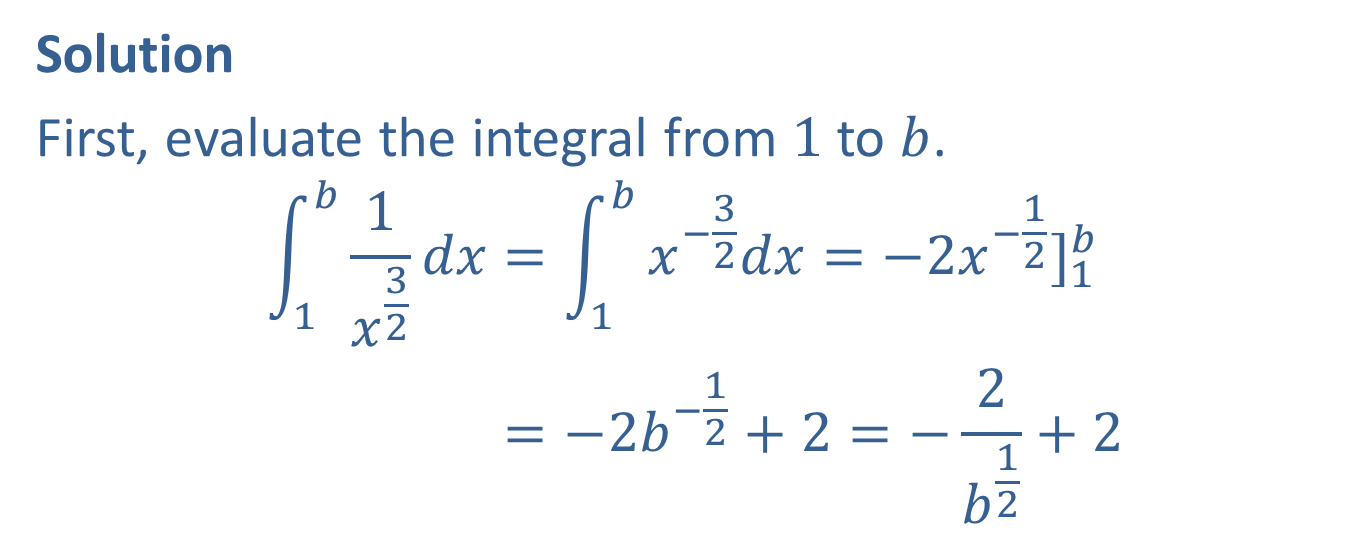 Solution
First, evaluate the integral from 1 to b.
∫₁ᵇ 1/x^(3/2) dx = ∫₁ᵇ x^(−3/2) dx = −2x^(−1/2)]₁ᵇ
= −2b^(−1/2) + 2 = −2/b^(1/2) + 2